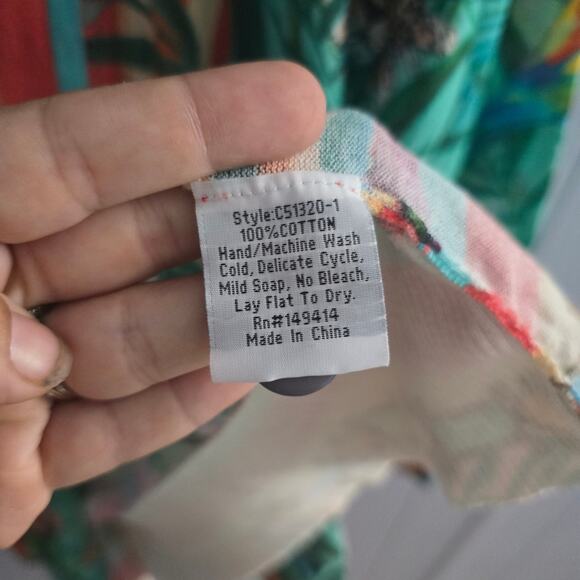 Style:C51320-1
100%COTTON
Hand/Machine Wash
Cold, Delicate Cycle,
Mild Soap, No Bleach,
Lay Flat To Dry.
Rn#149414
Made In China